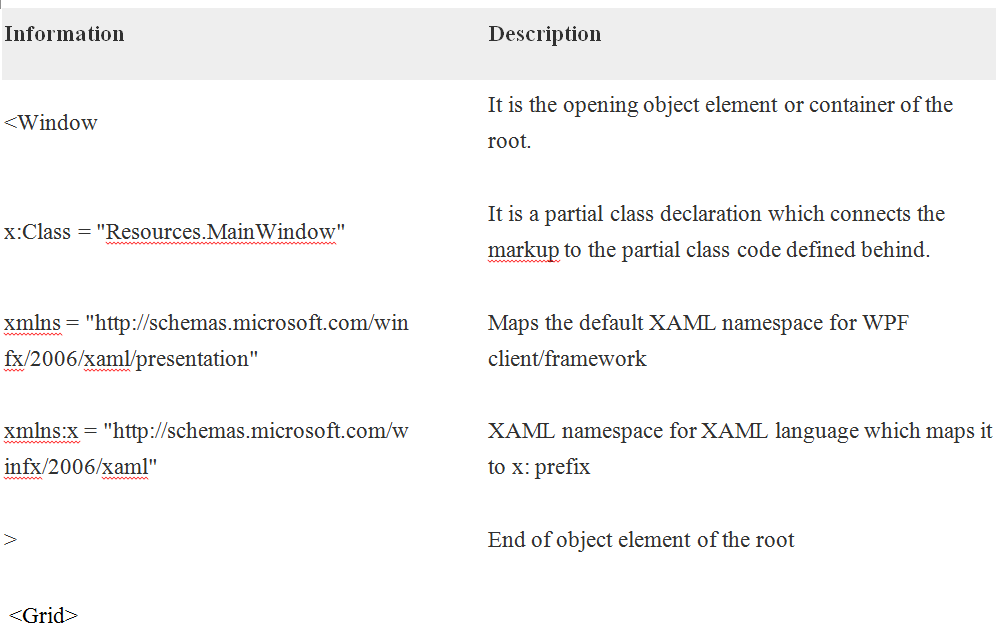 Information Description
<Window
It is the opening object element or container of the
root.
x:Class = "Resources.MainWindow"
It is a partial class declaration which connects the
markup to the partial class code defined behind.
xmlns = "http://schemas.microsoft.com/win
fx/2006/xaml/presentation"
Maps the default XAML namespace for WPF
client/framework
xmlns:x = "http://schemas.microsoft.com/w
infx/2006/xaml"
XAML namespace for XAML language which maps it
to x: prefix
>
End of object element of the root
<Grid>